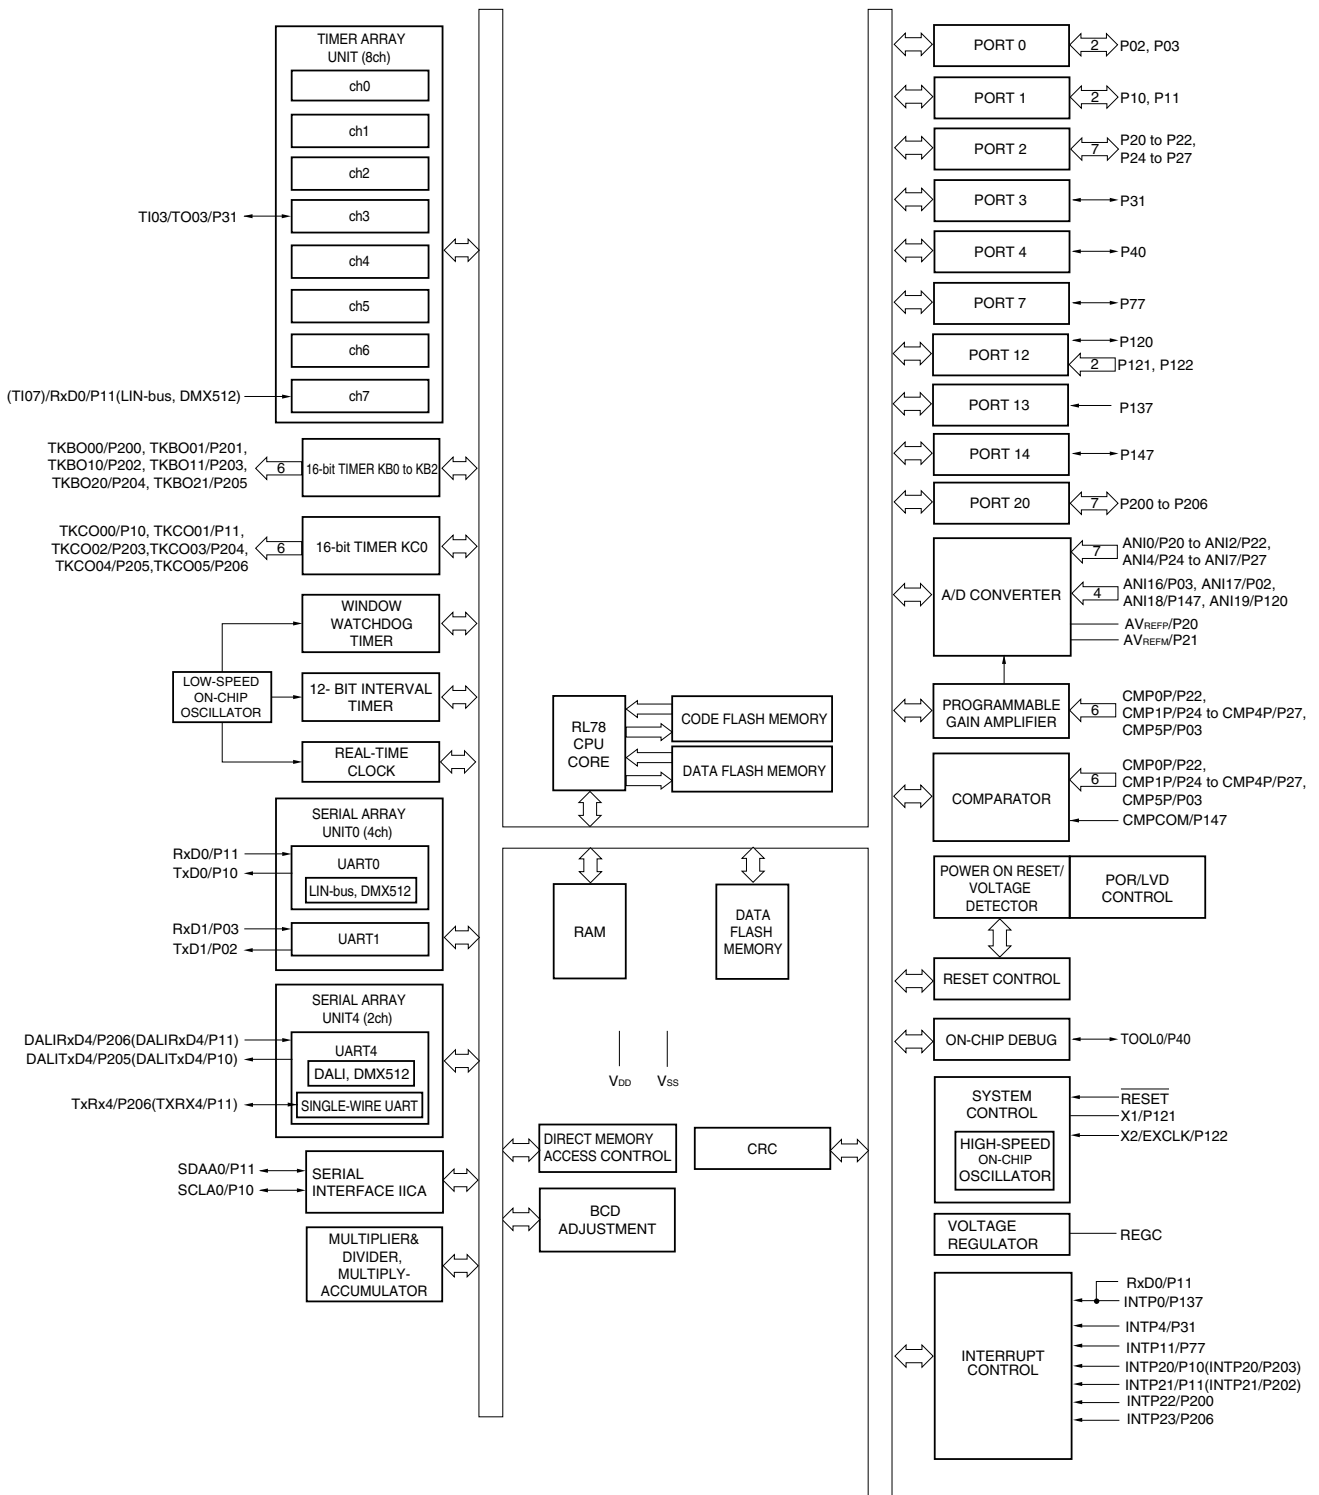 TIMER ARRAY
UNIT (8ch)
ch0
ch1
ch2
TI03/TO03/P31
ch3
ch4
ch5
ch6
(TI07)/RxD0/P11(LIN-bus, DMX512)
ch7
TKBO00/P200, TKBO01/P201,
TKBO10/P202, TKBO11/P203,
TKBO20/P204, TKBO21/P205
6
16-bit TIMER KB0 to KB2
TKCO00/P10, TKCO01/P11,
TKCO02/P203,TKCO03/P204,
TKCO04/P205,TKCO05/P206
6
16-bit TIMER KC0
WINDOW
WATCHDOG
TIMER
LOW-SPEED
ON-CHIP
OSCILLATOR
12- BIT INTERVAL
TIMER
REAL-TIME
CLOCK
SERIAL ARRAY
UNIT0 (4ch)
RxD0/P11
TxD0/P10
UART0
LIN-bus, DMX512
RxD1/P03
TxD1/P02
UART1
SERIAL ARRAY
UNIT4 (2ch)
DALIRxD4/P206(DALIRxD4/P11)
DALITxD4/P205(DALITxD4/P10)
UART4
DALI, DMX512
TxRx4/P206(TXRX4/P11)
SINGLE-WIRE UART
SDAA0/P11
SCLA0/P10
SERIAL
INTERFACE IICA
MULTIPLIER&
DIVIDER,
MULTIPLY-
ACCUMULATOR
RL78
CPU
CORE
CODE FLASH MEMORY
DATA FLASH MEMORY
RAM
DATA
FLASH
MEMORY
VDD
VSS
DIRECT MEMORY
ACCESS CONTROL
CRC
BCD
ADJUSTMENT
PORT 0
2
P02, P03
PORT 1
2
P10, P11
PORT 2
7
P20 to P22,
P24 to P27
PORT 3
P31
PORT 4
P40
PORT 7
P77
PORT 12
P120
2
P121, P122
PORT 13
P137
PORT 14
P147
PORT 20
7
P200 to P206
A/D CONVERTER
7
ANI0/P20 to ANI2/P22,
ANI4/P24 to ANI7/P27
4
ANI16/P03, ANI17/P02,
ANI18/P147, ANI19/P120
AVREFP/P20
AVREFM/P21
PROGRAMMABLE
GAIN AMPLIFIER
6
CMP0P/P22,
CMP1P/P24 to CMP4P/P27,
CMP5P/P03
COMPARATOR
6
CMP0P/P22,
CMP1P/P24 to CMP4P/P27,
CMP5P/P03
CMPCOM/P147
POWER ON RESET/
VOLTAGE
DETECTOR
POR/LVD
CONTROL
RESET CONTROL
ON-CHIP DEBUG
TOOL0/P40
SYSTEM
CONTROL
RESET
X1/P121
X2/EXCLK/P122
HIGH-SPEED
ON-CHIP
OSCILLATOR
VOLTAGE
REGULATOR
REGC
INTERRUPT
CONTROL
RxD0/P11
INTP0/P137
INTP4/P31
INTP11/P77
INTP20/P10(INTP20/P203)
INTP21/P11(INTP21/P202)
INTP22/P200
INTP23/P206